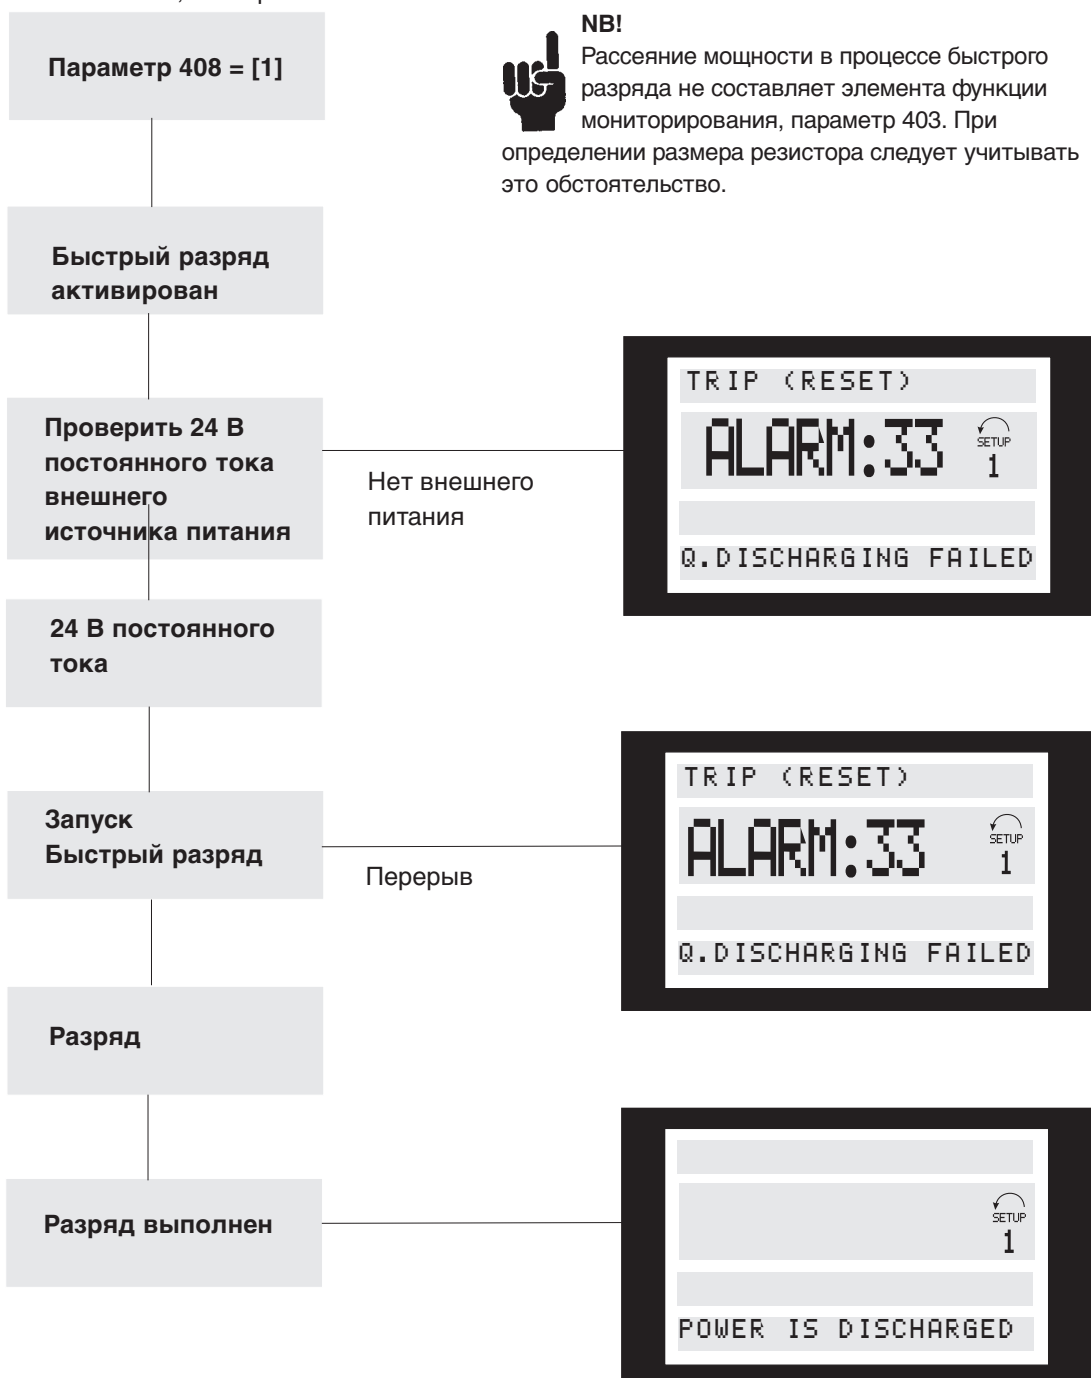 Параметр 408 = [1]
NB!
Рассеяние мощности в процессе быстрого
разряда не составляет элемента функции
мониторирования, параметр 403. При
определении размера резистора следует учитывать
это обстоятельство.
Быстрый разряд
активирован
Проверить 24 В
постоянного тока
внешнего
источника питания
Нет внешнего
питания
TRIP (RESET)
ALARM:33
SETUP
1
Q.DISCHARGING FAILED
24 В постоянного
тока
Запуск
Быстрый разряд
Перерыв
TRIP (RESET)
ALARM:33
SETUP
1
Q.DISCHARGING FAILED
Разряд
Разряд выполнен
SETUP
1
POWER IS DISCHARGED